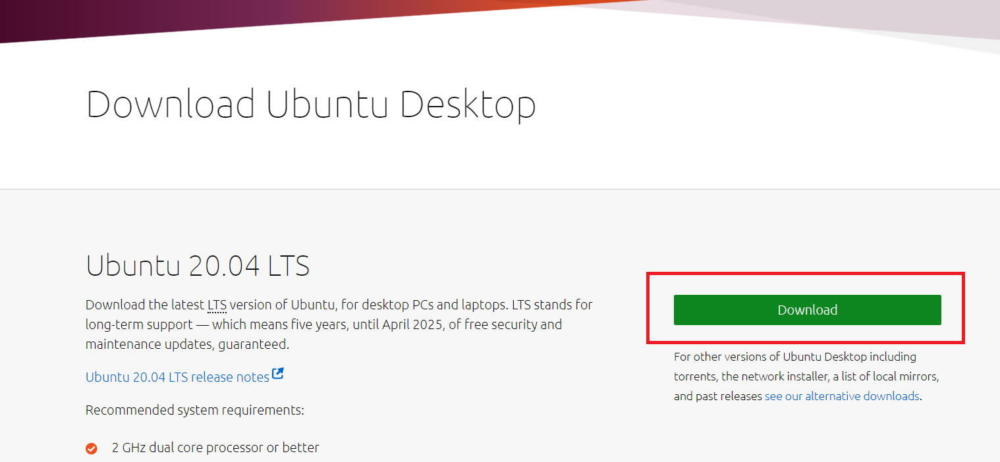 Download Ubuntu Desktop
Ubuntu 20.04 LTS
Download the latest LTS version of Ubuntu, for desktop PCs and laptops. LTS stands for
long-term support — which means five years, until April 2025, of free security and
maintenance updates, guaranteed.
Ubuntu 20.04 LTS release notes
Recommended system requirements:
2 GHz dual core processor or better
Download
For other versions of Ubuntu Desktop including
torrents, the network installer, a list of local mirrors,
and past releases see our alternative downloads.